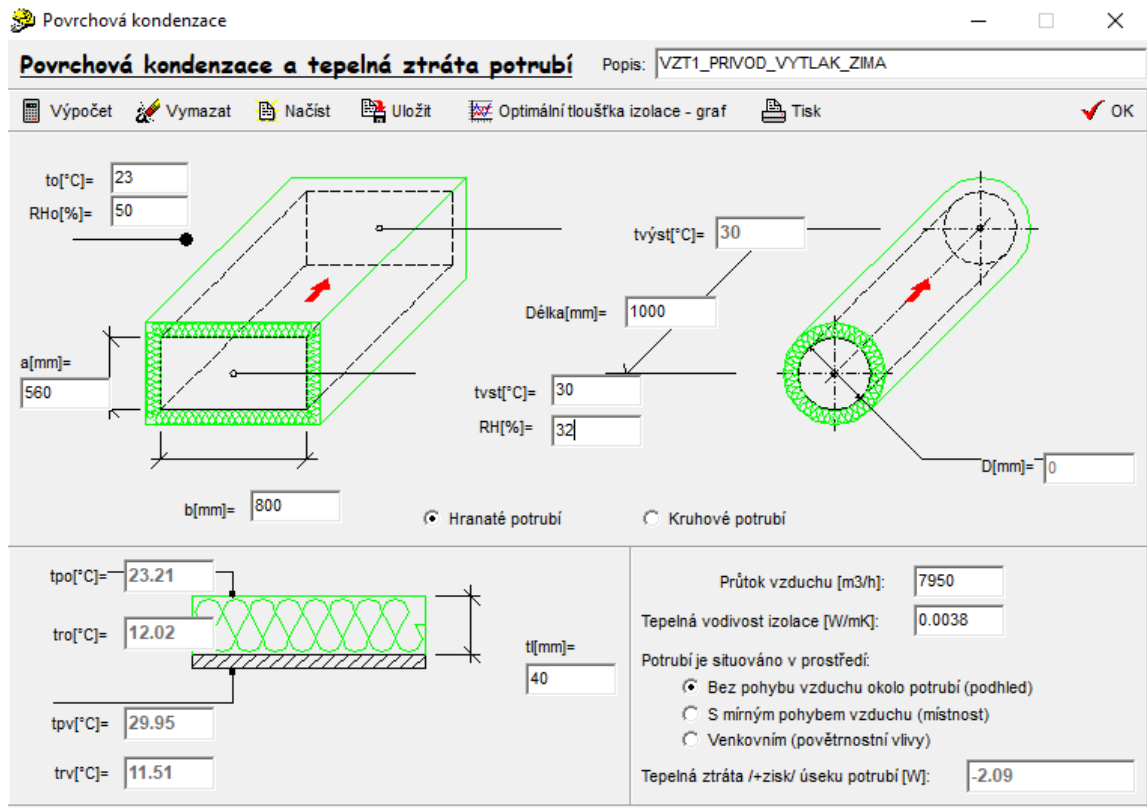 Povrchová kondenzace
Povrchová kondenzace a tepelná ztráta potrubí Popis: VZT1_PRIVOD_VYTLAK_ZIMA
Výpočet Vymazat Načíst Uložit Optimální tloušťka izolace - graf Tisk OK
to[°C]= 23
RHo[%]= 50
tvýst[°C]= 30
Délka[mm]= 1000
a[mm]=
560
tvst[°C]= 30
RH[%]= 32
D[mm]= 0
b[mm]= 800
Hranaté potrubí Kruhové potrubí
tpo[°C]= 23.21
tro[°C]= 12.02
tl[mm]=
40
tpv[°C]= 29.95
trv[°C]= 11.51
Průtok vzduchu [m3/h]: 7950
Tepelná vodivost izolace [W/mK]: 0.0038
Potrubí je situováno v prostředí:
Bez pohybu vzduchu okolo potrubí (podhled)
S mírným pohybem vzduchu (místnost)
Venkovním (povětrnostní vlivy)
Tepelná ztráta /+zisk/ úseku potrubí [W]: -2.09